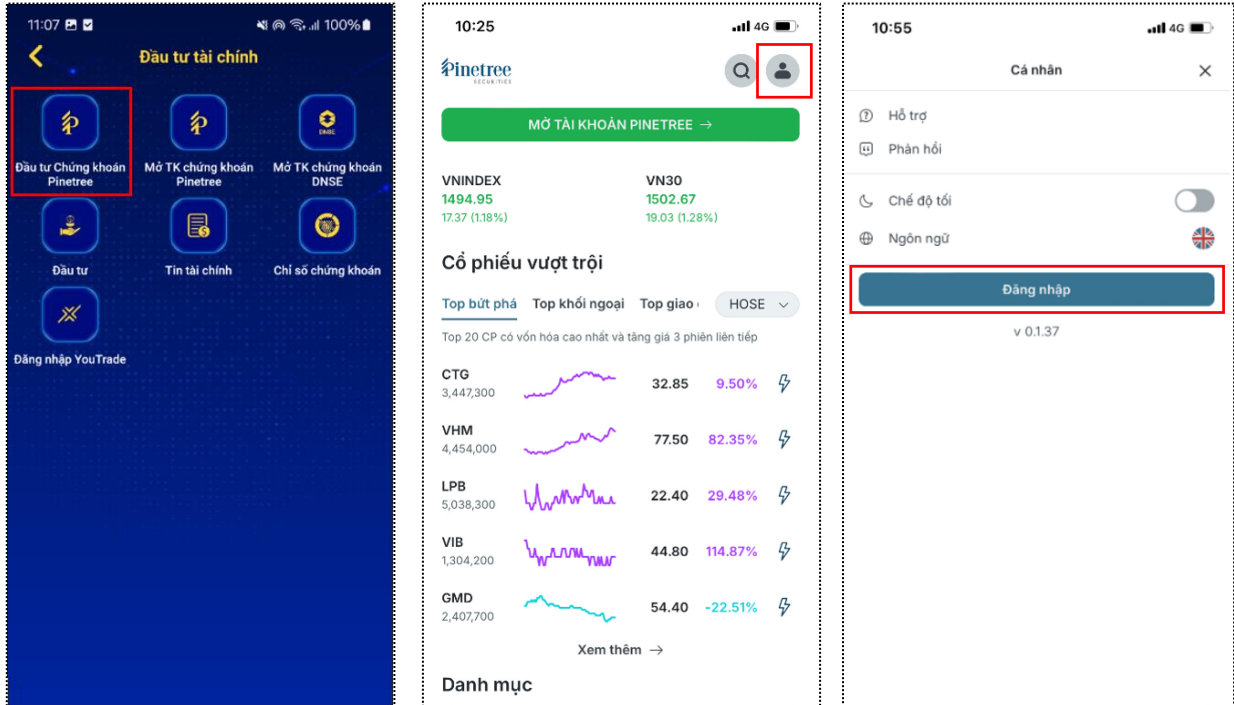 11:07 100%
Đầu tư tài chính
Đầu tư Chứng khoán
Pinetree
Mở TK chứng khoán
Pinetree
DNSE
Mở TK chứng khoán
DNSE
Đầu tư
Tin tài chính
Chỉ số chứng khoán
Đăng nhập YouTrade
10:25 4G
Pinetree
SECURITIES
MỞ TÀI KHOẢN PINETREE →
VNINDEX
1494.95
17.37 (1.18%)
VN30
1502.67
19.03 (1.28%)
Cổ phiếu vượt trội
Top bứt phá Top khối ngoại Top giao HOSE
Top 20 CP có vốn hóa cao nhất và tăng giá 3 phiên liên tiếp
CTG
3,447,300
32.85 9.50%
VHM
4,454,000
77.50 82.35%
LPB
5,038,300
22.40 29.48%
VIB
1,304,200
44.80 114.87%
GMD
2,407,700
54.40 -22.51%
Xem thêm →
Danh mục
10:55 4G
Cá nhân
Hỗ trợ
Phản hồi
Chế độ tối
Ngôn ngữ
Đăng nhập
v 0.1.37